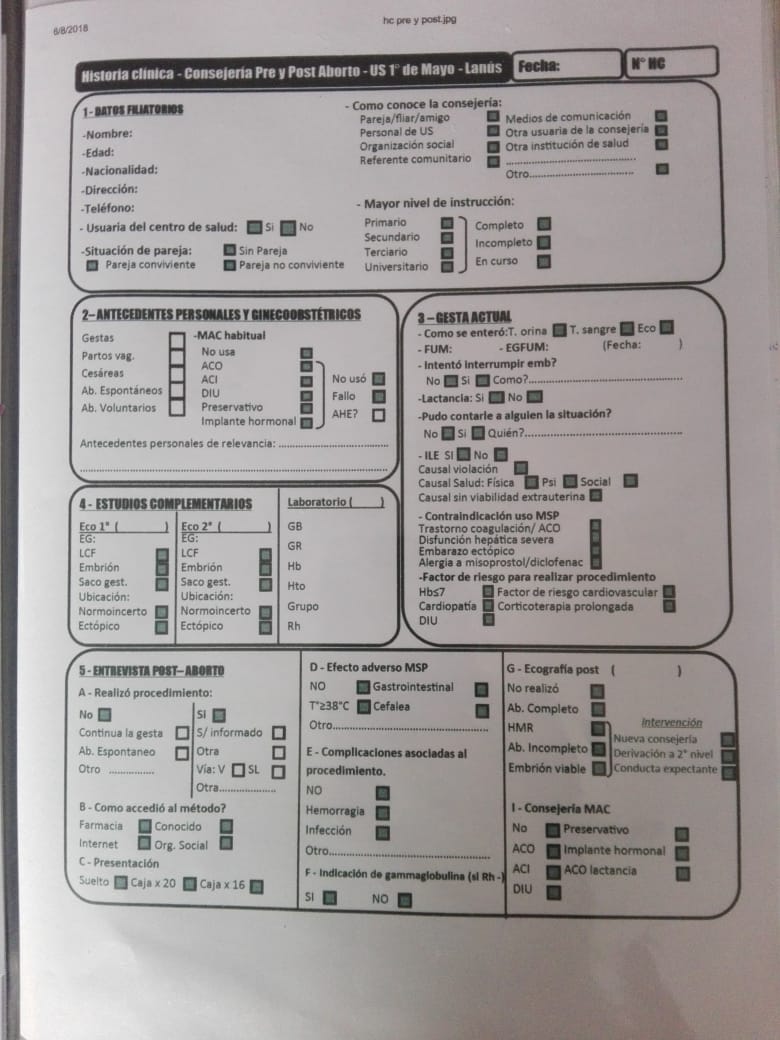 6/8/2018
hc pre y post.jpg
Historia clínica - Consejería Pre y Post Aborto - US 1° de Mayo - Lanús
Fecha:
N° HC
1 - DATOS FILIATORIOS
-Nombre:
-Edad:
-Nacionalidad:
-Dirección:
-Teléfono:
- Usuaria del centro de salud: Si No
-Situación de pareja: Sin Pareja
Pareja conviviente Pareja no conviviente
- Como conoce la consejería:
Pareja/fliar/amigo Medios de comunicación
Personal de US Otra usuaria de la consejería
Organización social Otra institución de salud
Referente comunitario ................................
Otro..........................
- Mayor nivel de instrucción:
Primario Completo
Secundario Incompleto
Terciario En curso
Universitario
2– ANTECEDENTES PERSONALES Y GINECOOBSTÉTRICOS
Gestas
Partos vag.
Cesáreas
Ab. Espontáneos
Ab. Voluntarios
-MAC habitual
No usa
ACO
ACI
DIU
Preservativo
Implante hormonal
No usó
Fallo
AHE?
Antecedentes personales de relevancia: ............................
................................................................................
3 – GESTA ACTUAL
- Como se enteró:T. orina T. sangre Eco
- FUM: - EGFUM: (Fecha: )
- Intentó interrumpir emb?
No Si Como?.......................................
-Lactancia: Si No
-Pudo contarle a alguien la situación?
No Si Quién?.......................................
- ILE SI No
Causal violación
Causal Salud: Física Psi Social
Causal sin viabilidad extrauterina
- Contraindicación uso MSP
Trastorno coagulación/ ACO
Disfunción hepática severa
Embarazo ectópico
Alergia a misoprostol/diclofenac
-Factor de riesgo para realizar procedimiento
Hb≤7 Factor de riesgo cardiovascular
Cardiopatía Corticoterapia prolongada
DIU
4 - ESTUDIOS COMPLEMENTARIOS
Eco 1° ( )
EG:
LCF
Embrión
Saco gest.
Ubicación:
Normoincerto
Ectópico
Eco 2° ( )
EG:
LCF
Embrión
Saco gest.
Ubicación:
Normoincerto
Ectópico
Laboratorio ( )
GB
GR
Hb
Hto
Grupo
Rh
5 - ENTREVISTA POST– ABORTO
A - Realizó procedimiento:
No SI
Continua la gesta S/ informado
Ab. Espontaneo Otra
Otro ............ Vía: V SL
Otra................
B - Como accedió al método?
Farmacia Conocido
Internet Org. Social
C - Presentación
Suelto Caja x 20 Caja x 16
D - Efecto adverso MSP
NO Gastrointestinal
T°≥38°C Cefalea
Otro.......................................
E - Complicaciones asociadas al
procedimiento.
NO
Hemorragia
Infección
Otro.......................................
F - Indicación de gammaglobulina (si Rh -)
SI NO
G - Ecografía post ( )
No realizó
Ab. Completo
HMR
Ab. Incompleto
Embrión viable
Intervención
Nueva consejería
Derivación a 2° nivel
Conducta expectante
I - Consejería MAC
No Preservativo
ACO Implante hormonal
ACI ACO lactancia
DIU